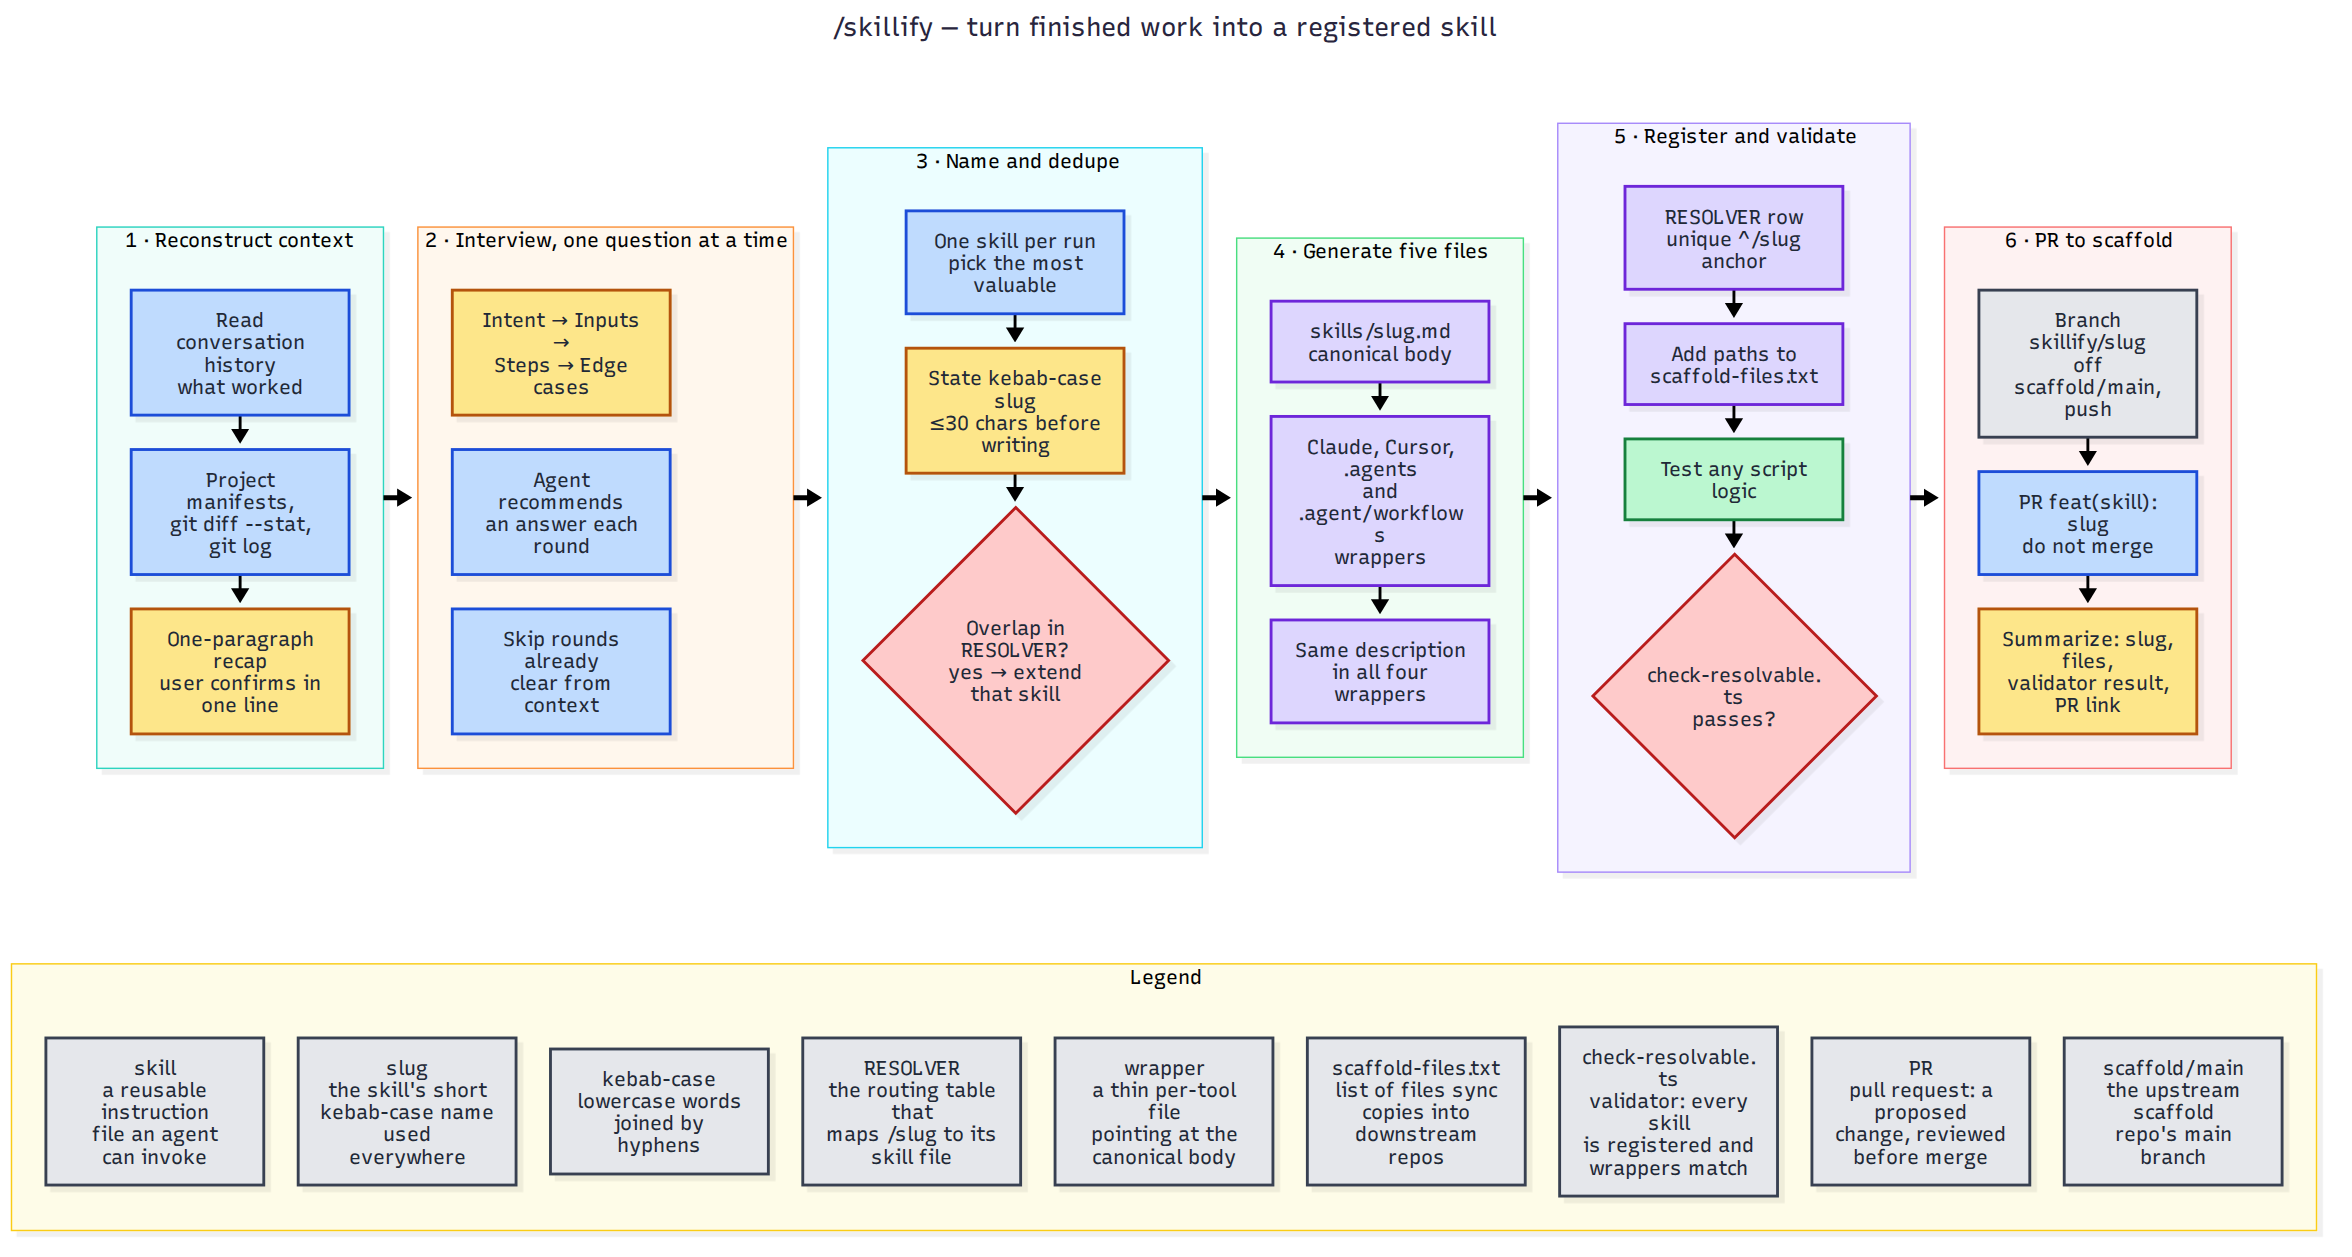 /skillify – turn finished work into a registered skill
1 · Reconstruct context
Read
conversation
history
what worked
Project
manifests,
git diff --stat,
git log
One-paragraph
recap
user confirms in
one line
2 · Interview, one question at a time
Intent → Inputs
→
Steps → Edge
cases
Agent
recommends
an answer each
round
Skip rounds
already
clear from
context
3 · Name and dedupe
One skill per run
pick the most
valuable
State kebab-case
slug
≤30 chars before
writing
Overlap in
RESOLVER?
yes → extend
that skill
4 · Generate five files
skills/slug.md
canonical body
Claude, Cursor,
.agents
and
.agent/workflow
s
wrappers
Same description
in all four
wrappers
5 · Register and validate
RESOLVER row
unique ^/slug
anchor
Add paths to
scaffold-files.txt
Test any script
logic
check-resolvable.
ts
passes?
6 · PR to scaffold
Branch
skillify/slug
off
scaffold/main,
push
PR feat(skill):
slug
do not merge
Summarize: slug,
files,
validator result,
PR link
Legend
skill
a reusable
instruction
file an agent
can invoke
slug
the skill's short
kebab-case name
used
everywhere
kebab-case
lowercase words
joined by
hyphens
RESOLVER
the routing table
that
maps /slug to its
skill file
wrapper
a thin per-tool
file
pointing at the
canonical body
scaffold-files.txt
list of files sync
copies into
downstream
repos
check-resolvable.
ts
validator: every
skill
is registered and
wrappers match
PR
pull request: a
proposed
change, reviewed
before merge
scaffold/main
the upstream
scaffold
repo's main
branch